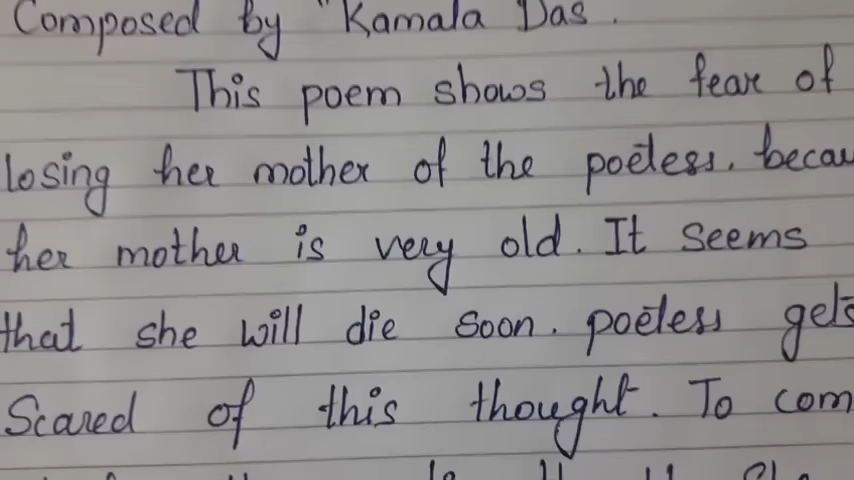 Composed by "Kamala Das.
This poem shows the fear of
losing her mother of the poetess. becau
her mother is very old. It seems
that she will die soon. poetess gets
Scared of this thought. To com